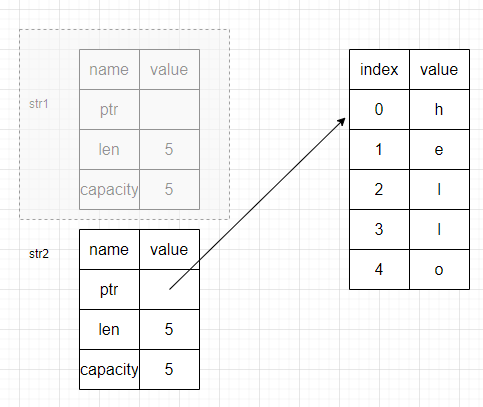 str1
name value
ptr
len 5
capacity 5
str2
name value
ptr
len 5
capacity 5
index value
0 h
1 e
2 l
3 l
4 o